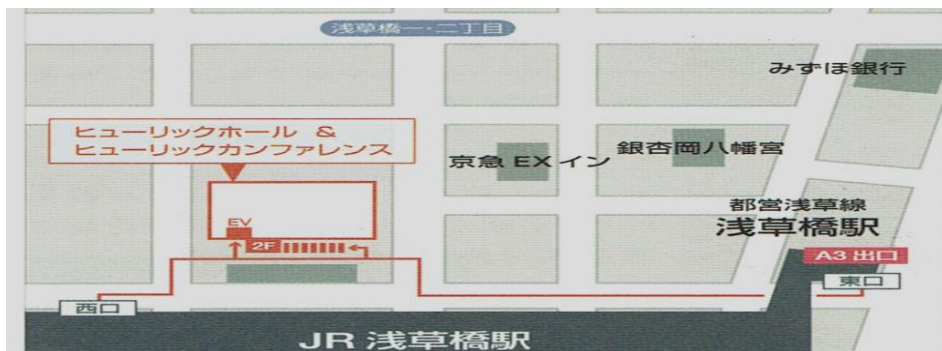 浅草橋一・二丁目
みずほ銀行
ヒューリックホール &
ヒューリックカンファレンス
京急 EX イン
銀杏岡八幡宮
都営浅草線
浅草橋駅
EV
2F
A3 出口
東口
西口
JR 浅草橋駅